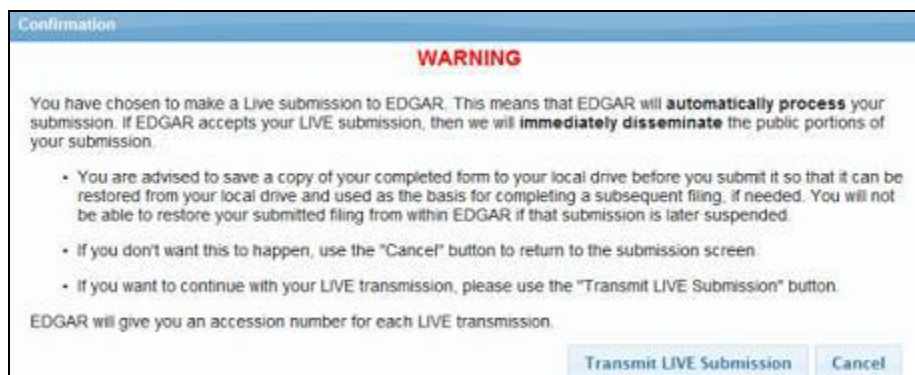 Confirmation
WARNING
You have chosen to make a Live submission to EDGAR. This means that EDGAR will automatically process your
submission. If EDGAR accepts your LIVE submission, then we will immediately disseminate the public portions of
your submission.
• You are advised to save a copy of your completed form to your local drive before you submit it so that it can be
restored from your local drive and used as the basis for completing a subsequent filing, if needed. You will not
be able to restore your submitted filing from within EDGAR if that submission is later suspended.
• If you don't want this to happen, use the "Cancel" button to return to the submission screen.
• If you want to continue with your LIVE transmission, please use the "Transmit LIVE Submission" button.
EDGAR will give you an accession number for each LIVE transmission.
Transmit LIVE Submission Cancel